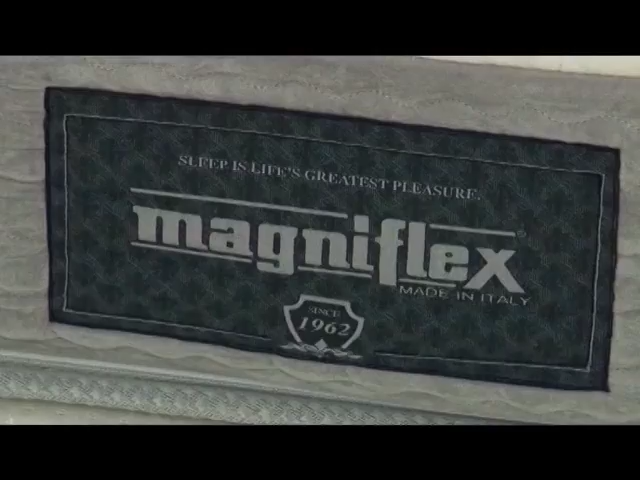 SLEEP IS LIFE'S GREATEST PLEASURE.
magniflex®
MADE IN ITALY
SINCE
1962